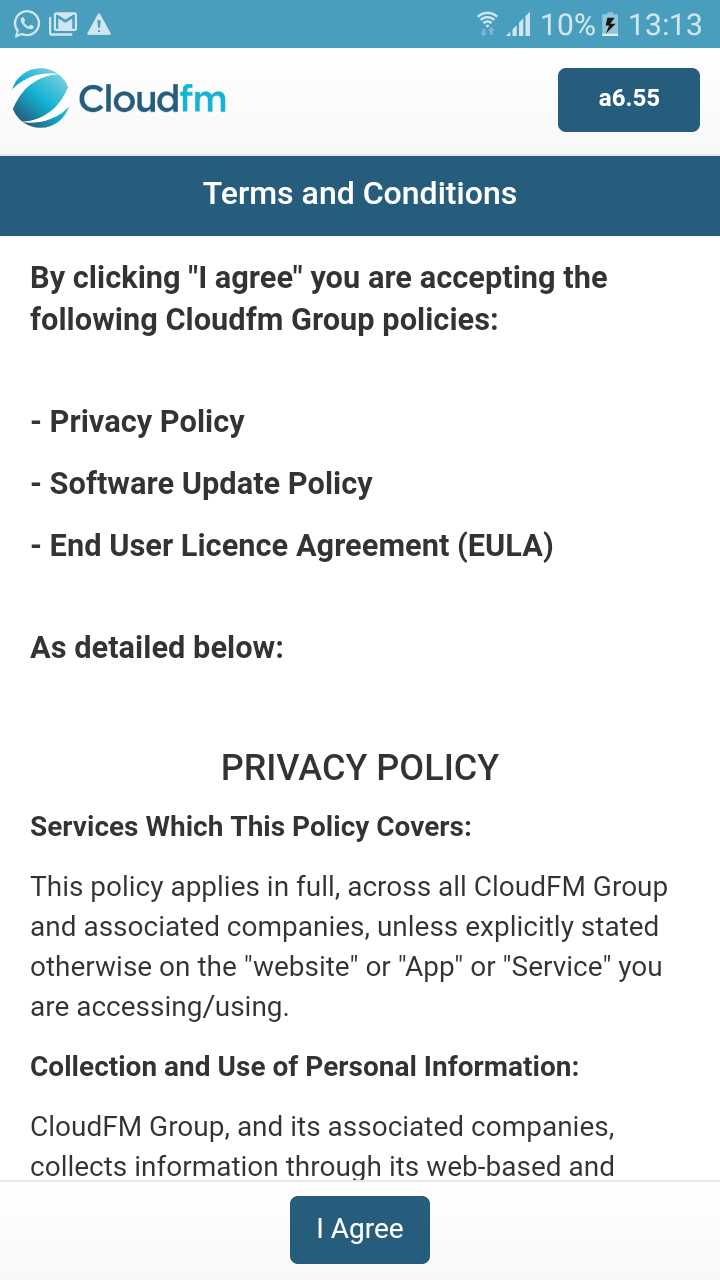 10% 13:13
Cloudfm
a6.55
Terms and Conditions
By clicking "I agree" you are accepting the
following Cloudfm Group policies:
- Privacy Policy
- Software Update Policy
- End User Licence Agreement (EULA)
As detailed below:
PRIVACY POLICY
Services Which This Policy Covers:
This policy applies in full, across all CloudFM Group
and associated companies, unless explicitly stated
otherwise on the "website" or "App" or "Service" you
are accessing/using.
Collection and Use of Personal Information:
CloudFM Group, and its associated companies,
collects information through its web-based and
I Agree